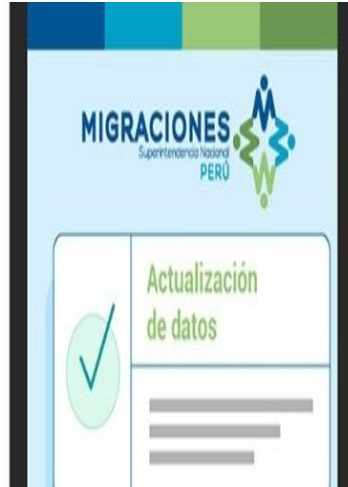 MIGRACIONES
Superintendencia Nacional
PERÚ
Actualización
de datos